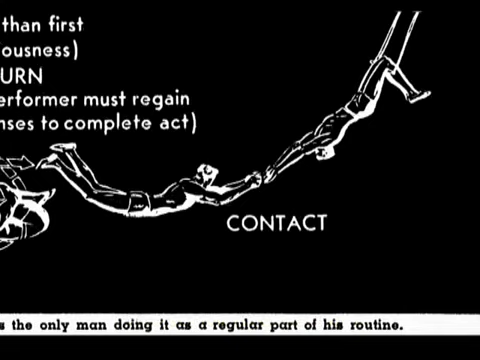 than first
ousness)
URN
erformer must regain
nses to complete act)
CONTACT
s the only man doing it as a regular part of his routine.